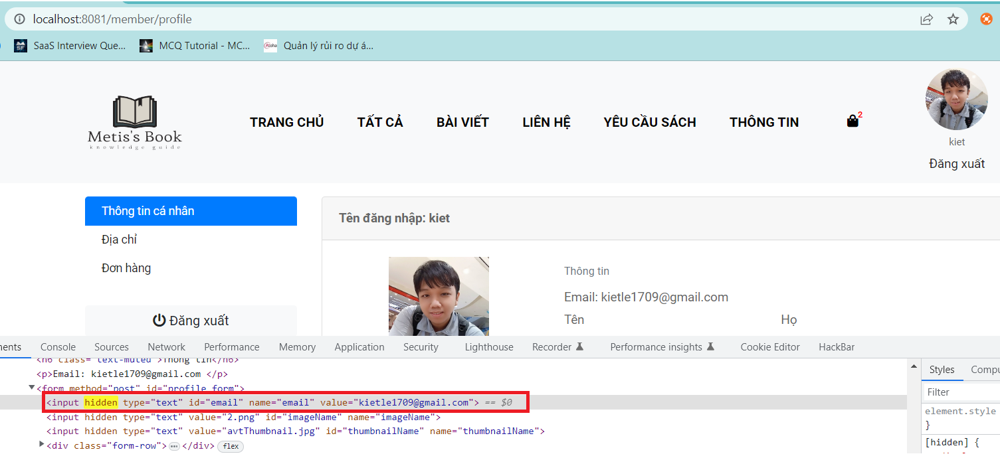 localhost:8081/member/profile
SaaS Interview Que... MCQ Tutorial - MC... Aloha Quản lý rủi ro dự á...
Metis's Book
knowledge guide
TRANG CHỦ TẤT CẢ BÀI VIẾT LIÊN HỆ YÊU CẦU SÁCH THÔNG TIN 2
kiet
Đăng xuất
Thông tin cá nhân
Địa chỉ
Đơn hàng
Đăng xuất
Tên đăng nhập: kiet
Thông tin
Email: kietle1709@gmail.com
Tên Họ
nents Console Sources Network Performance Memory Application Security Lighthouse Recorder Performance insights Cookie Editor HackBar
<h6 class="text-muted">Thông tin</h6>
<p>Email: kietle1709@gmail.com </p>
<form method="post" id="profile_form">
<input hidden type="text" id="email" name="email" value="kietle1709@gmail.com"> == $0
<input hidden type="text" value="2.png" id="imageName" name="imageName">
<input hidden type="text" value="avtThumbnail.jpg" id="thumbnailName" name="thumbnailName">
<div class="form-row">…</div> flex
Styles Compu
Filter
element.style
}
[hidden] {